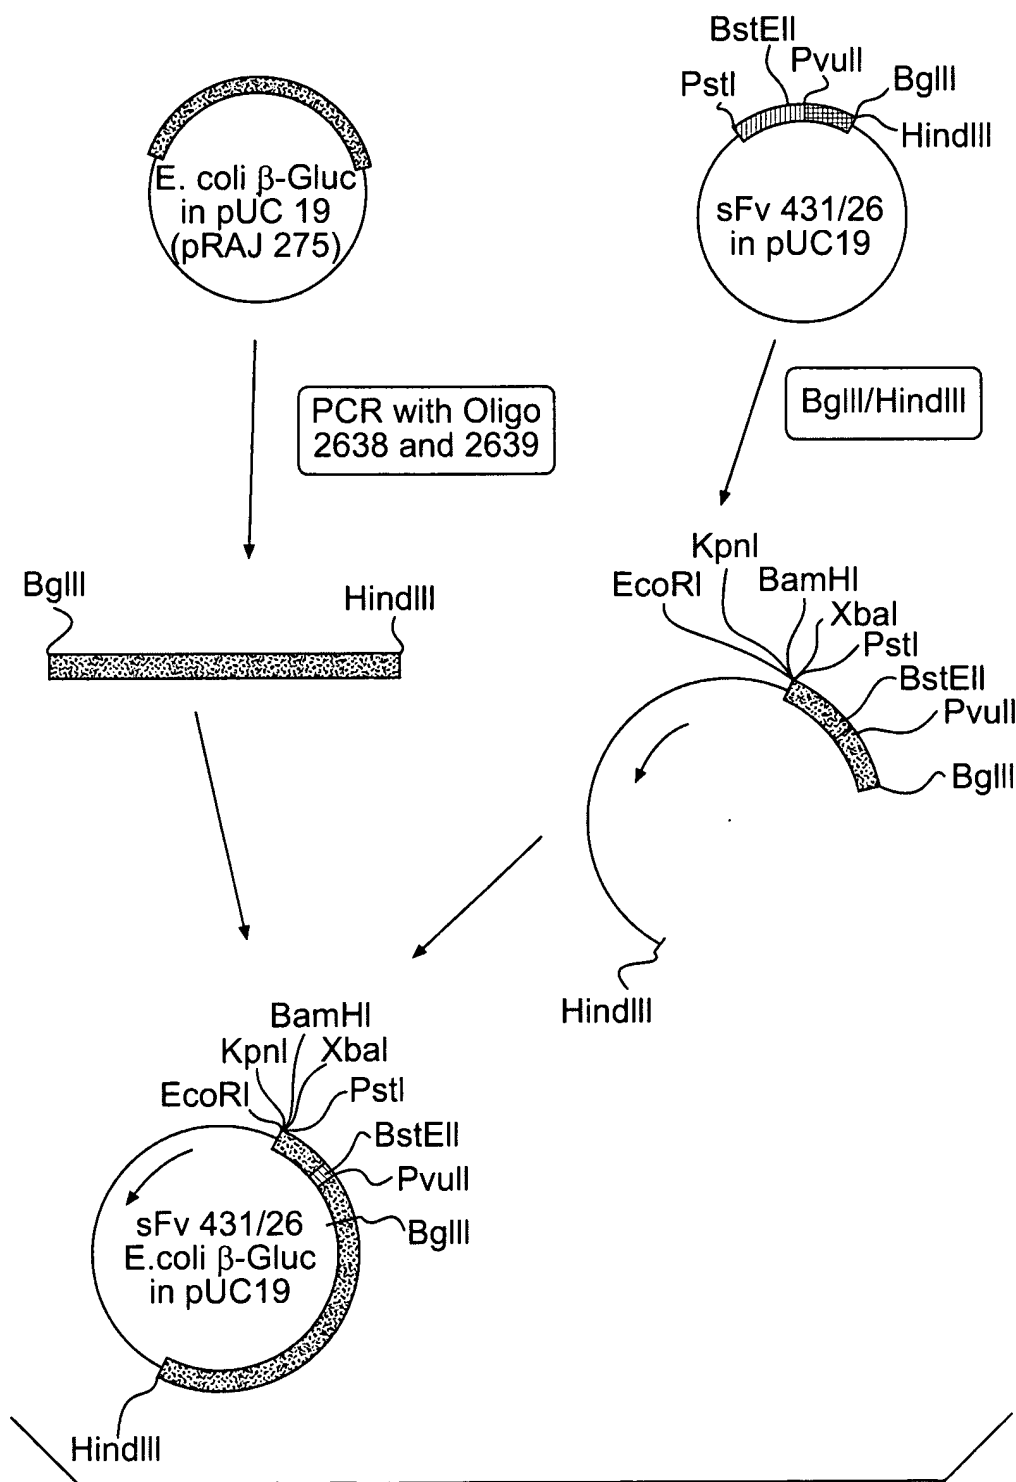 BstEII
PvuII
PstI
BglII
HindIII
E. coli β-Gluc
in pUC 19
(pRAJ 275)
sFv 431/26
in pUC19
PCR with Oligo
2638 and 2639
BglII/HindIII
BglII
HindIII
KpnI
EcoRI
BamHI
XbaI
PstI
BstEII
PvuII
BglII
HindIII
BamHI
KpnI
XbaI
EcoRI
PstI
BstEII
PvuII
BglII
sFv 431/26
E.coli β-Gluc
in pUC19
HindIII